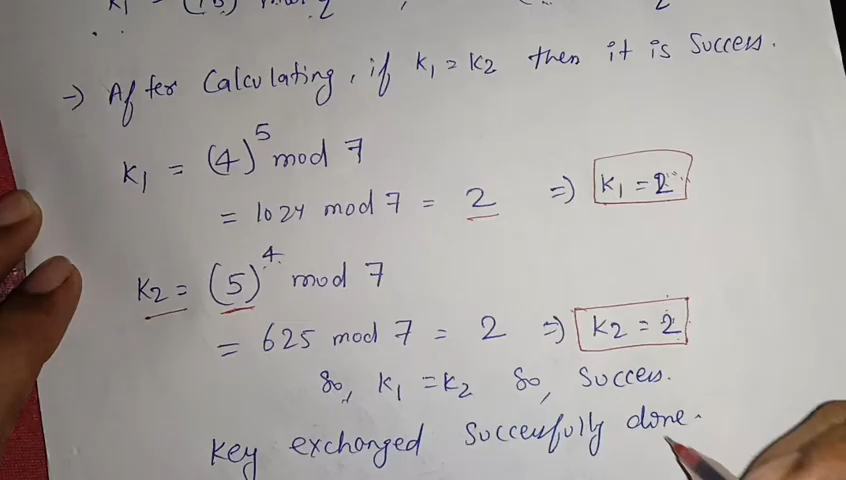 → After Calculating, if K1 = K2 then it is Success.
K1 = (4)^5 mod 7
= 1024 mod 7 = 2 ⇒ K1 = 2
K2 = (5)^4 mod 7
= 625 mod 7 = 2 ⇒ K2 = 2
So, K1 = K2 So, Success.
Key exchanged Successfully done.